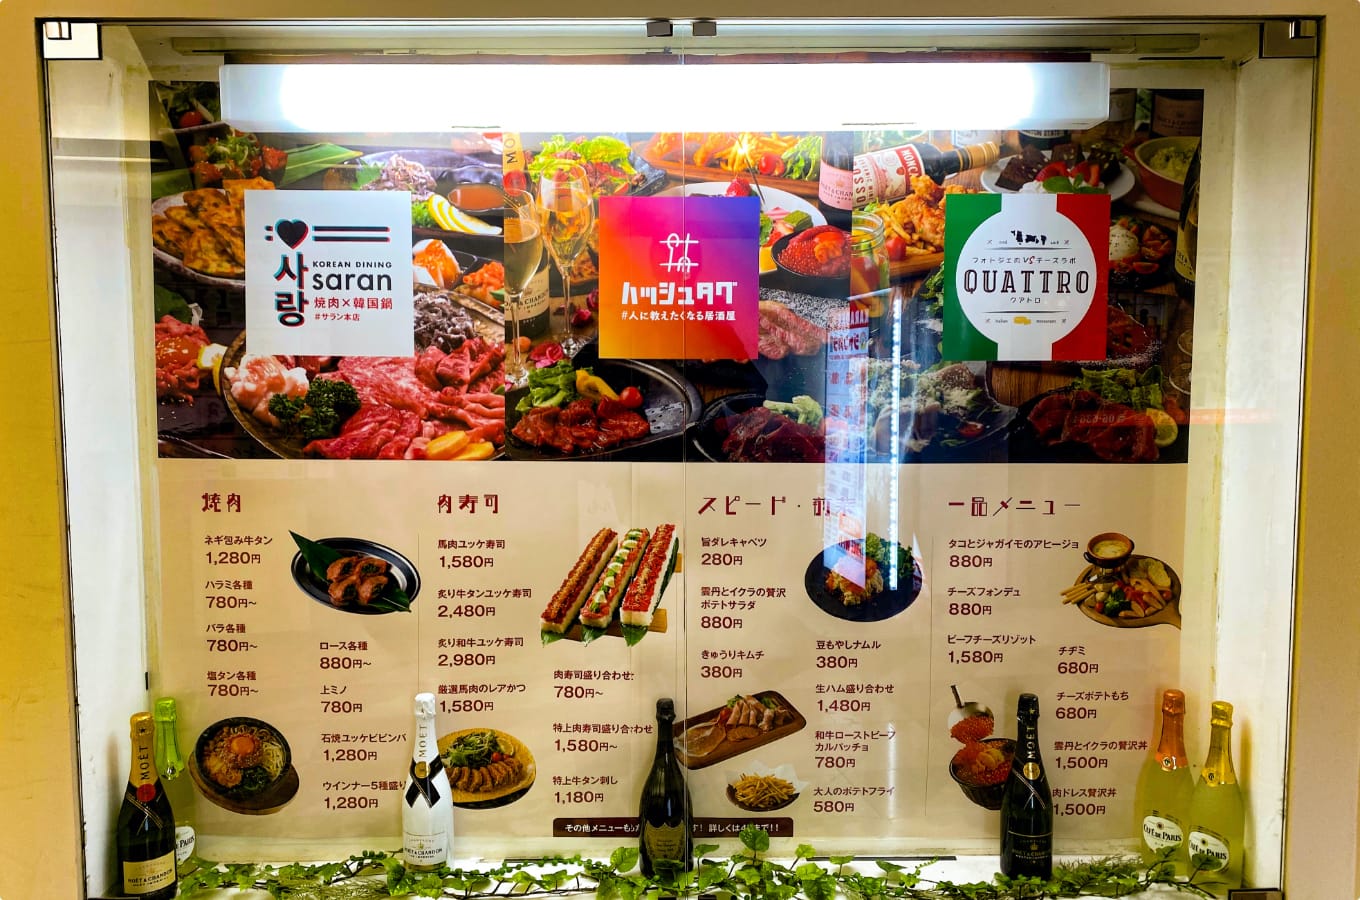 사랑
KOREAN DINING
saran
焼肉×韓国鍋
#サラン本店
ハッシュタグ
#人に教えたくなる居酒屋
フォトジェ肉VSチーズラボ
QUATTRO
クアトロ
焼肉
ネギ包み牛タン
1,280円
ハラミ各種
780円~
バラ各種
780円~
塩タン各種
780円~
ロース各種
880円~
上ミノ
780円
石焼ユッケビビンバ
1,280円
ウインナー5種盛り
1,280円
肉寿司
馬肉ユッケ寿司
1,580円
炙り牛タンユッケ寿司
2,480円
炙り和牛ユッケ寿司
2,980円
厳選馬肉のレアかつ
1,580円
肉寿司盛り合わせ
780円~
特上肉寿司盛り合わせ
1,580円~
特上牛タン刺し
1,180円
スピード・前
旨ダレキャベツ
280円
雲丹とイクラの贅沢
ポテトサラダ
880円
きゅうりキムチ
380円
豆もやしナムル
380円
生ハム盛り合わせ
1,480円
和牛ローストビーフ
カルパッチョ
780円
大人のポテトフライ
580円
一品メニュー
タコとジャガイモのアヒージョ
880円
チーズフォンデュ
880円
ビーフチーズリゾット
1,580円
チヂミ
680円
チーズポテトもち
680円
雲丹とイクラの贅沢丼
1,500円
肉ドレス贅沢丼
1,500円
その他メニューも
詳しくは
まで!!
MOËT
MOËT & CHANDON
MOËT
MOËT & CHANDON
MOËT
CAFÉ DE PARIS
CAFÉ DE PARIS